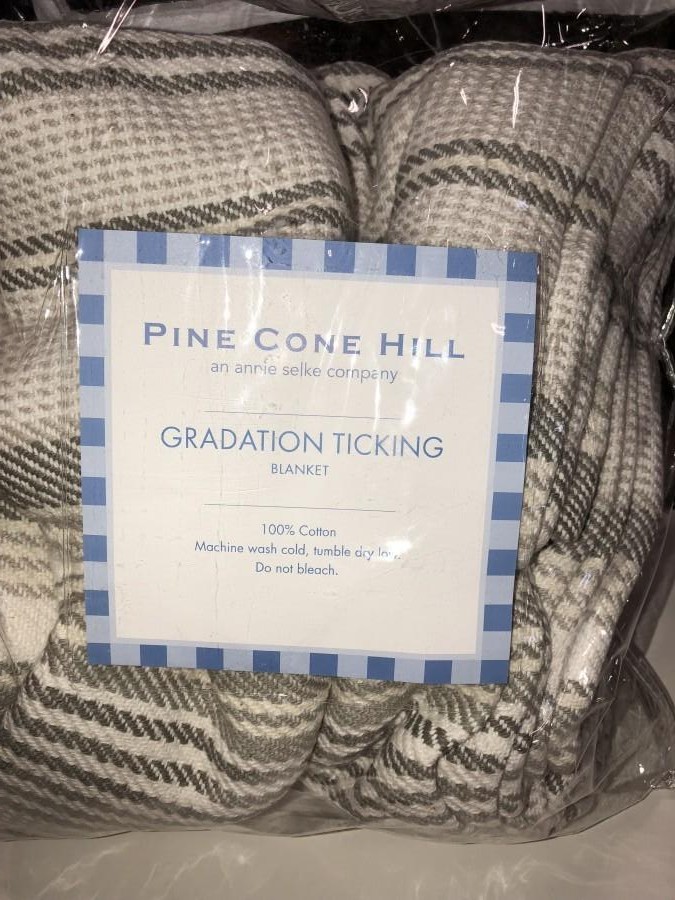 PINE CONE HILL
an annie selke company
GRADATION TICKING
BLANKET
100% Cotton
Machine wash cold, tumble dry
Do not bleach.